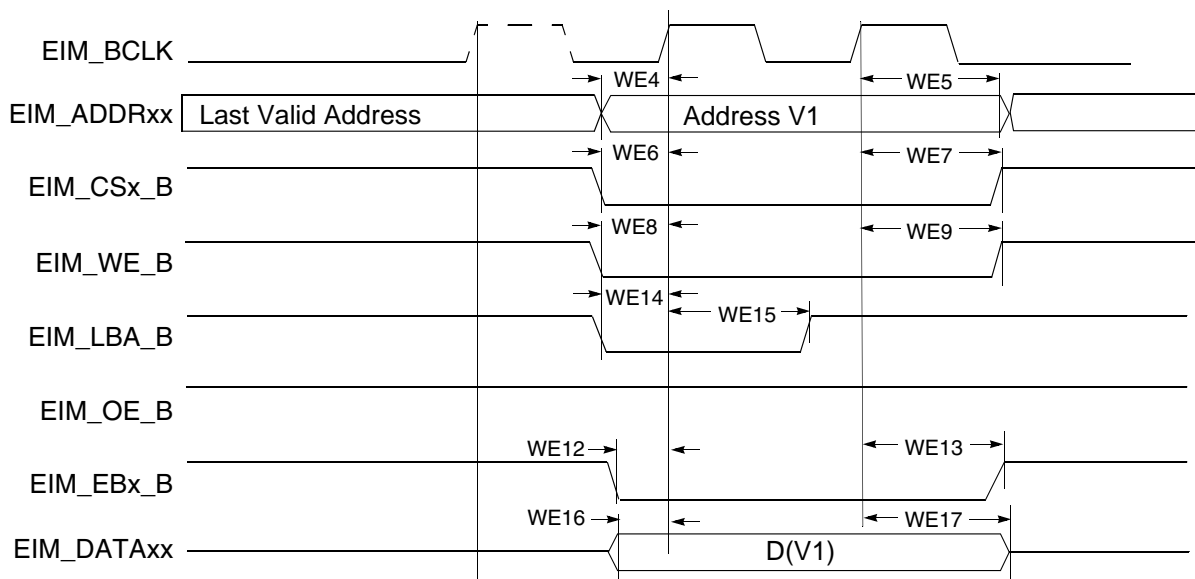 EIM_BCLK
WE4
WE5
EIM_ADDRxx
Last Valid Address
Address V1
WE6
WE7
EIM_CSx_B
WE8
WE9
EIM_WE_B
WE14
WE15
EIM_LBA_B
EIM_OE_B
WE12
WE13
EIM_EBx_B
WE16
WE17
EIM_DATAxx
D(V1)